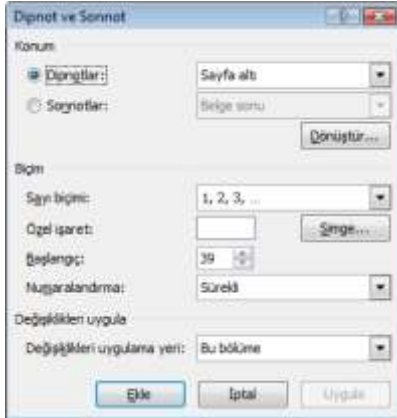 Dipnot ve Sonnot
Konum
Dipnotlar: Sayfa altı
Sonnotlar: Belge sonu
Dönüştür...
Biçim
Sayı biçimi: 1, 2, 3, ...
Özel işaret: Simge...
Başlangıç: 39
Numaralandırma: Sürekli
Değişiklikleri uygula
Değişiklikleri uygulama yeri: Bu bölüme
Ekle İptal Uygula